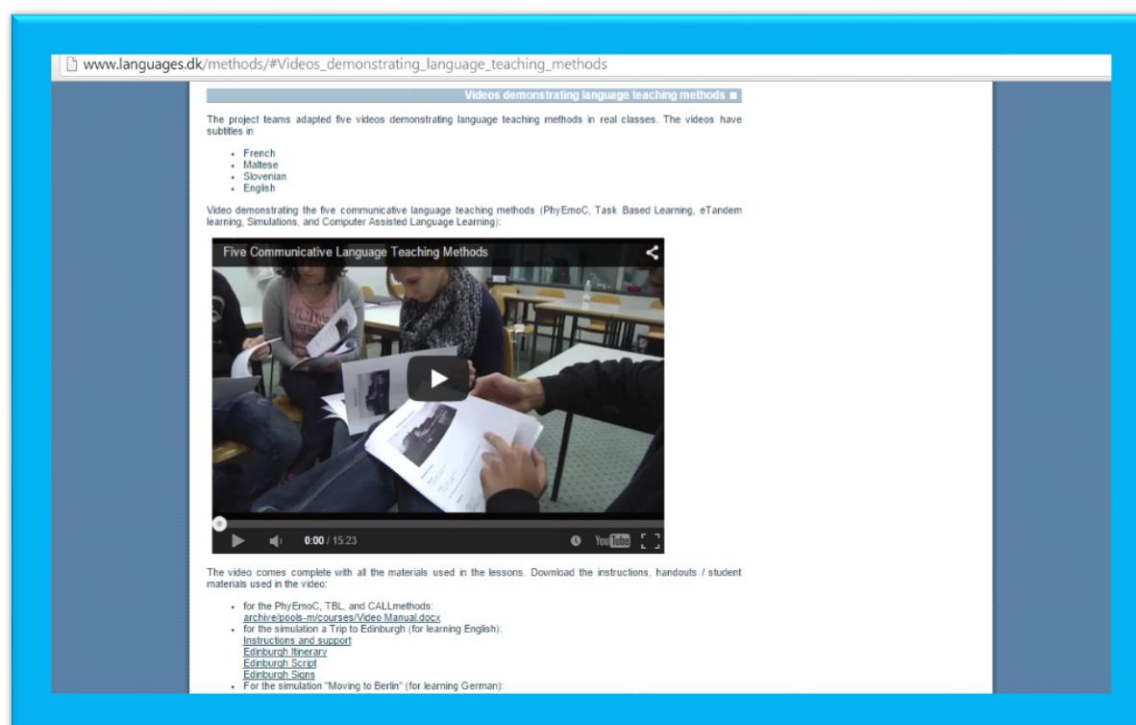 www.languages.dk/methods/#Videos_demonstrating_language_teaching_methods
Videos demonstrating language teaching methods
The project teams adapted five videos demonstrating language teaching methods in real classes. The videos have
subtitles in
French
Maltese
Slovenian
English
Video demonstrating the five communicative language teaching methods (PhyEmoC, Task Based Learning, eTandem
learning, Simulations, and Computer Assisted Language Learning):
Five Communicative Language Teaching Methods
0:00 / 15:23
YouTube
The video comes complete with all the materials used in the lessons. Download the instructions, handouts / student
materials used in the video:
for the PhyEmoC, TBL, and CALLmethods:
archive/pools-m/courses/Video Manual.docx
for the simulation a Trip to Edinburgh (for learning English):
Instructions and support
Edinburgh Itinerary
Edinburgh Script
Edinburgh Signs
For the simulation "Moving to Berlin" (for learning German):